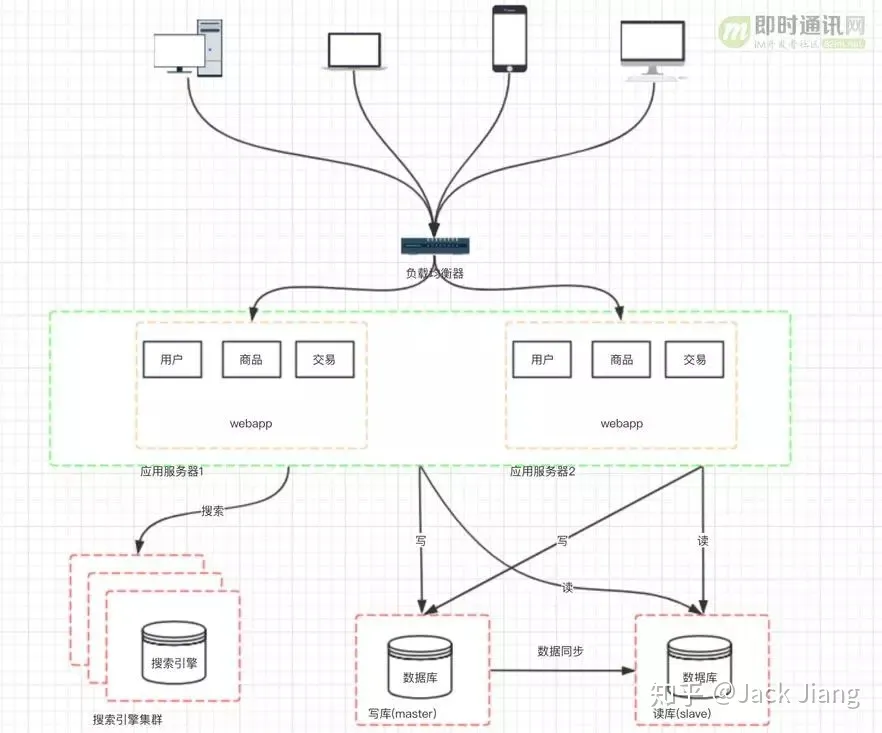 即时通讯网
IM开发者社区 52im.net
负载均衡器
用户
商品
交易
webapp
用户
商品
交易
webapp
应用服务器1
应用服务器2
搜索
写
写
读
读
搜索引擎
搜索引擎集群
数据库
写库(master)
数据同步
数据库
读库(slave)
知乎 @Jack Jiang